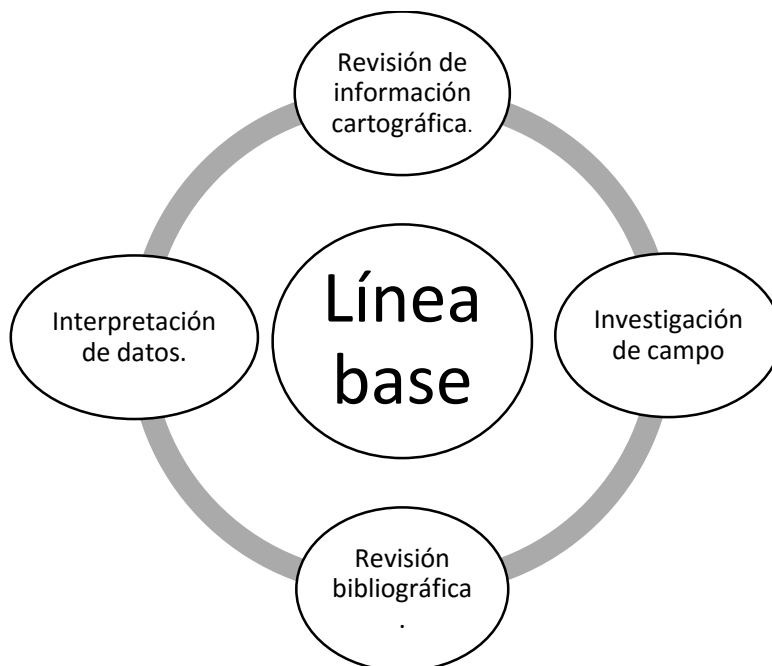 Revisión de
información
cartográfica.
Línea
base
Interpretación
de datos.
Investigación
de campo
Revisión
bibliográfica
.